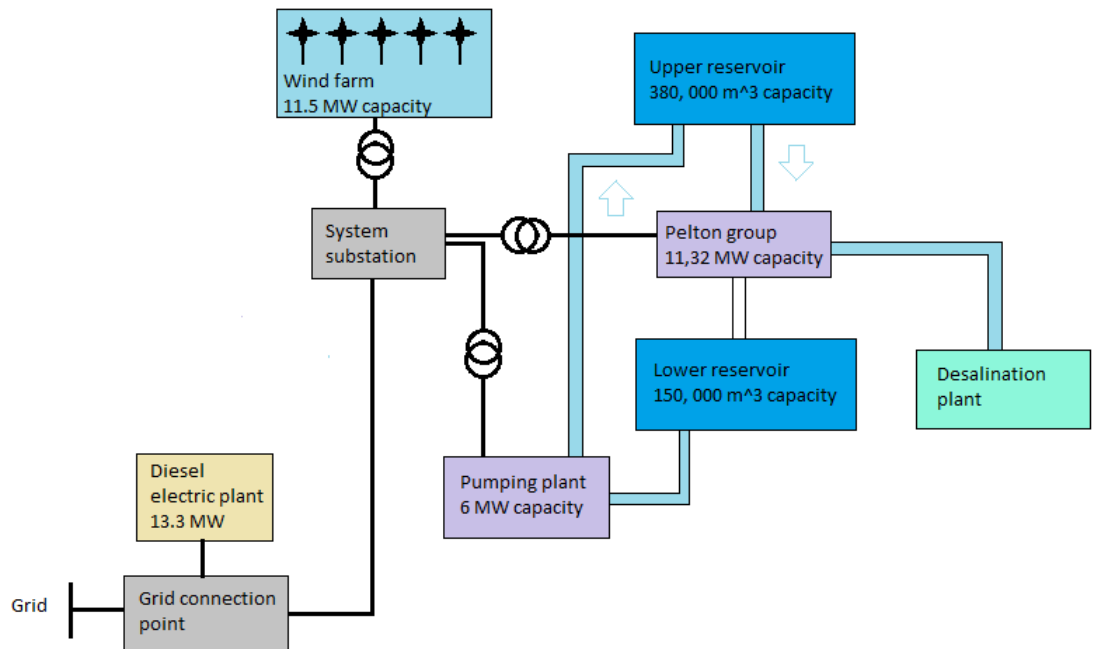 Wind farm
11.5 MW capacity
Upper reservoir
380, 000 m^3 capacity
System
substation
Pelton group
11,32 MW capacity
Lower reservoir
150, 000 m^3 capacity
Desalination
plant
Diesel
electric plant
13.3 MW
Pumping plant
6 MW capacity
Grid
Grid connection
point